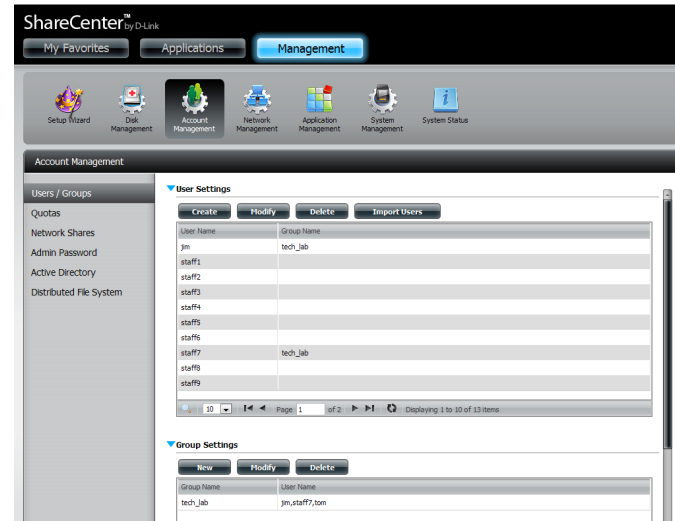 ShareCenter™ by D-Link
My Favorites Applications Management
Setup Wizard Disk Management Account Management Network Management Application Management System Management System Status
Account Management
Users / Groups
Quotas
Network Shares
Admin Password
Active Directory
Distributed File System
User Settings
Create Modify Delete Import Users
User Name Group Name
jim tech_lab
staff1
staff2
staff3
staff4
staff5
staff6
staff7 tech_lab
staff8
staff9
10 Page 1 of 2 Displaying 1 to 10 of 13 items
Group Settings
New Modify Delete
Group Name User Name
tech_lab jim,staff7,tom